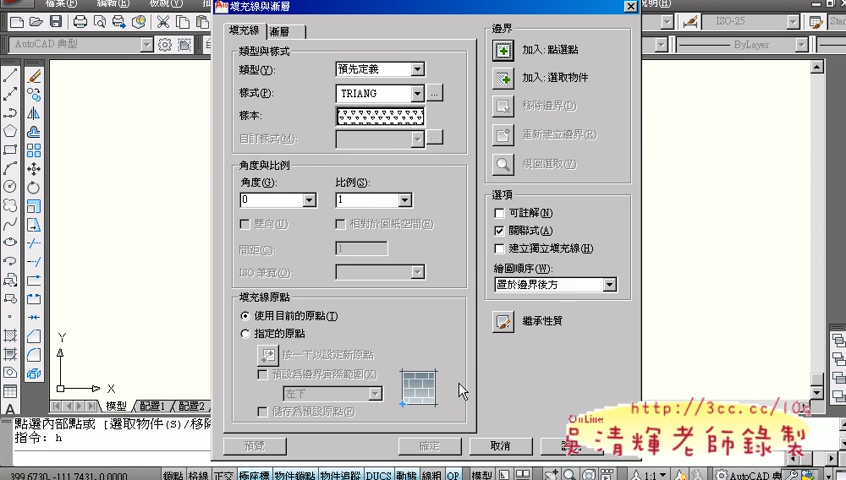 檔案(F) 編輯(E) 檢視(V)
填充線與漸層
AutoCAD 典型
ISO-25
ByLayer
填充線 漸層
類型與樣式
類型(Y): 預先定義
樣式(P): TRIANG ...
樣本:
自訂樣式(M): ...
角度與比例
角度(G): 比例(S):
0 1
雙向(U) 相對於圖紙空間(E)
間距(C): 1
ISO 筆寬(O):
填充線原點
使用目前的原點(T)
指定的原點
按一下以設定新原點
預設為邊界實際範圍(X)
左下
儲存為預設原點(F)
邊界
加入:點選點
加入:選取物件
移除邊界(D)
重新建立邊界(R)
檢視選取(V)
選項
可註解(N)
關聯式(A)
建立獨立填充線(H)
繪圖順序(W):
置於邊界後方
繼承性質
預覽 確定 取消
Y
X
模型 配置1 配置2
點選內部點或 [選取物件(S)/移除
指令: h
http://3cc.cc/10g
OnLine
吳清輝老師錄製
399.6730, -111.7431, 0.0000 鎖點 格線 正交 極座標 物件鎖點 物件追蹤 DUCS 動態 線粗 QP 模型 1:1 AutoCAD 典